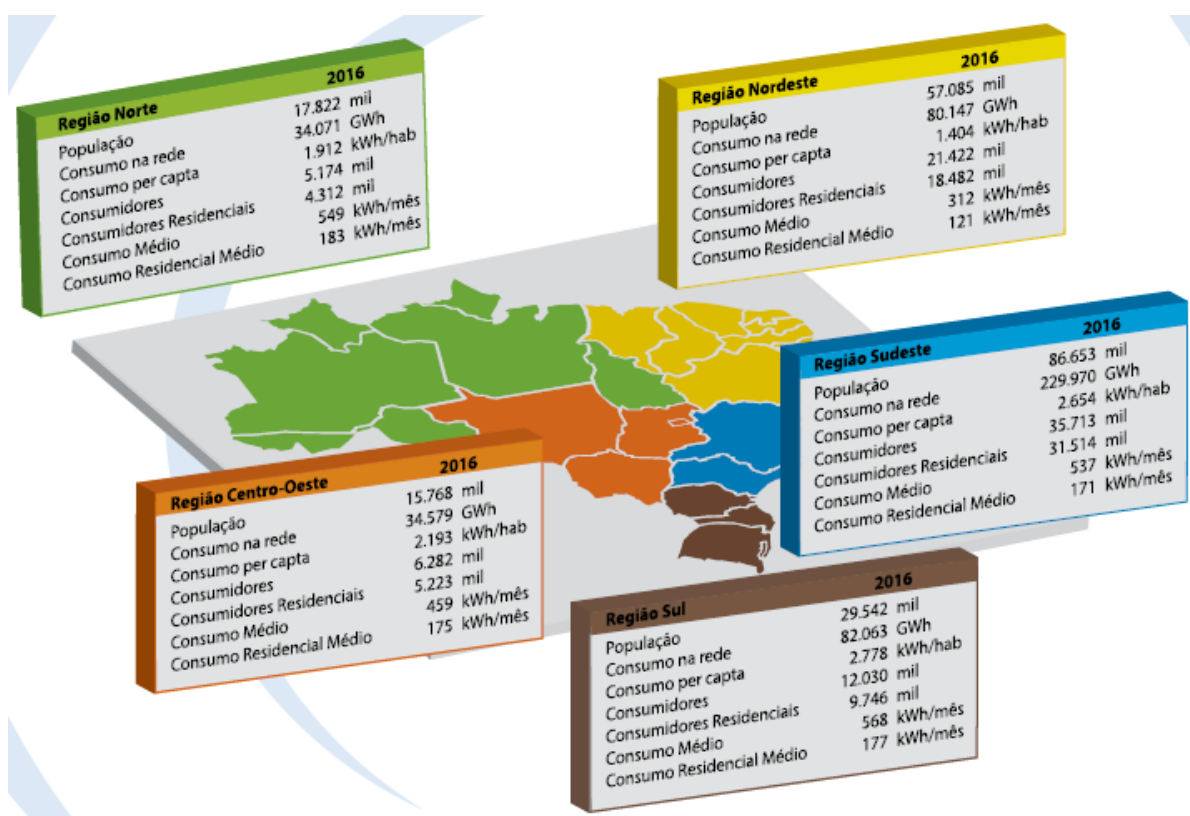 2016
Região Norte
População 17.822 mil
Consumo na rede 34.071 GWh
Consumo per capta 1.912 kWh/hab
Consumidores 5.174 mil
Consumidores Residenciais 4.312 mil
Consumo Médio 549 kWh/mês
Consumo Residencial Médio 183 kWh/mês
2016
Região Nordeste
População 57.085 mil
Consumo na rede 80.147 GWh
Consumo per capta 1.404 kWh/hab
Consumidores 21.422 mil
Consumidores Residenciais 18.482 mil
Consumo Médio 312 kWh/mês
Consumo Residencial Médio 121 kWh/mês
2016
Região Sudeste
População 86.653 mil
Consumo na rede 229.970 GWh
Consumo per capta 2.654 kWh/hab
Consumidores 35.713 mil
Consumidores Residenciais 31.514 mil
Consumo Médio 537 kWh/mês
Consumo Residencial Médio 171 kWh/mês
2016
Região Centro-Oeste
População 15.768 mil
Consumo na rede 34.579 GWh
Consumo per capta 2.193 kWh/hab
Consumidores 6.282 mil
Consumidores Residenciais 5.223 mil
Consumo Médio 459 kWh/mês
Consumo Residencial Médio 175 kWh/mês
2016
Região Sul
População 29.542 mil
Consumo na rede 82.063 GWh
Consumo per capta 2.778 kWh/hab
Consumidores 12.030 mil
Consumidores Residenciais 9.746 mil
Consumo Médio 568 kWh/mês
Consumo Residencial Médio 177 kWh/mês